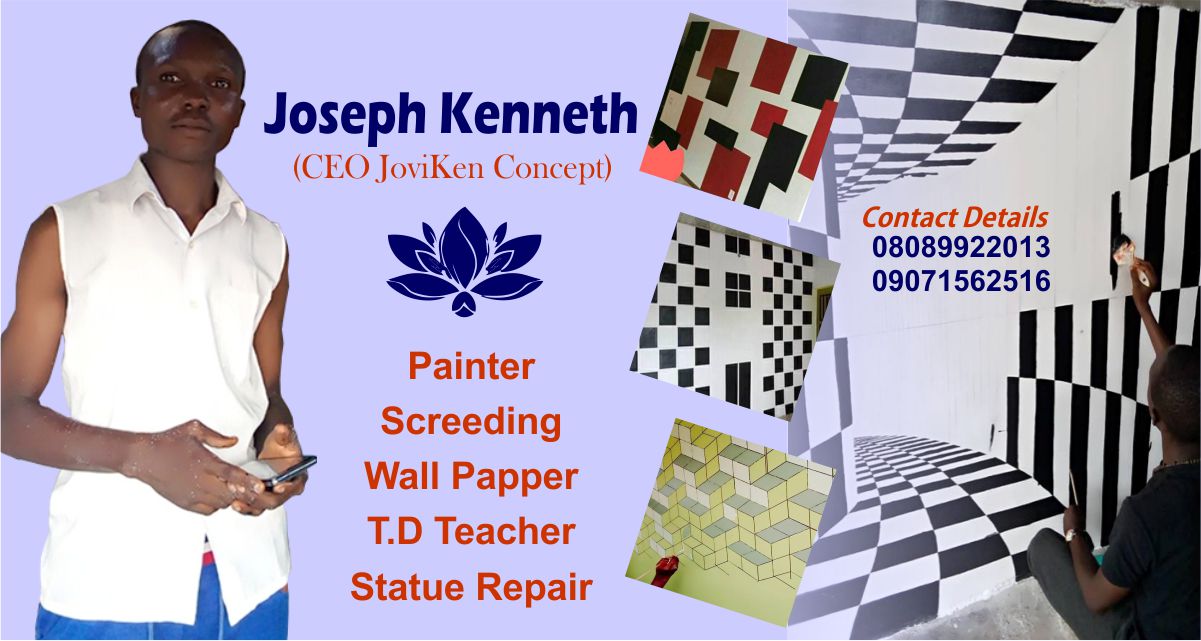 Joseph Kenneth
(CEO JoviKen Concept)
Painter
Screeding
Wall Papper
T.D Teacher
Statue Repair
Contact Details
08089922013
09071562516